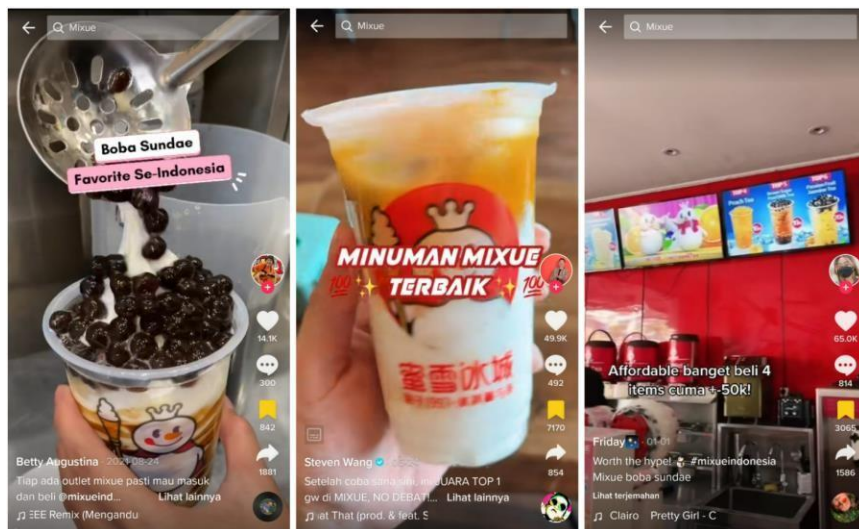 Mixue
Boba Sundae
Favorite Se-Indonesia
14.1K
300
842
1881
Betty Augustina · 2021-08-24
Tiap ada outlet mixue pasti mau masuk
dan beli @mixueind... Lihat lainnya
EEE Remix (Mengandu
Mixue
MINUMAN MIXUE
💯✨ TERBAIK ✨💯
蜜雪冰城
49.9K
492
7170
854
Steven Wang
Setelah coba sana sini,
JUARA TOP 1
gw di MIXUE, NO DEBAT!... Lihat lainnya
at That (prod. & feat. S
Mixue
TOP4
Peach Tea
Affordable banget beli 4
items cuma +-50k!
65.0K
814
3065
1586
Friday · 01-01
Worth the hype! #mixueindonesia
Mixue boba sundae
Lihat terjemahan
Clairo Pretty Girl - C